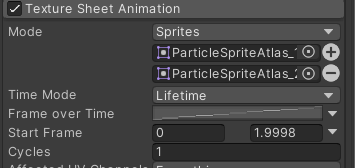 Texture Sheet Animation
Mode Sprites
ParticleSpriteAtlas_
ParticleSpriteAtlas_
Time Mode Lifetime
Frame over Time
Start Frame 0 1.9998
Cycles 1